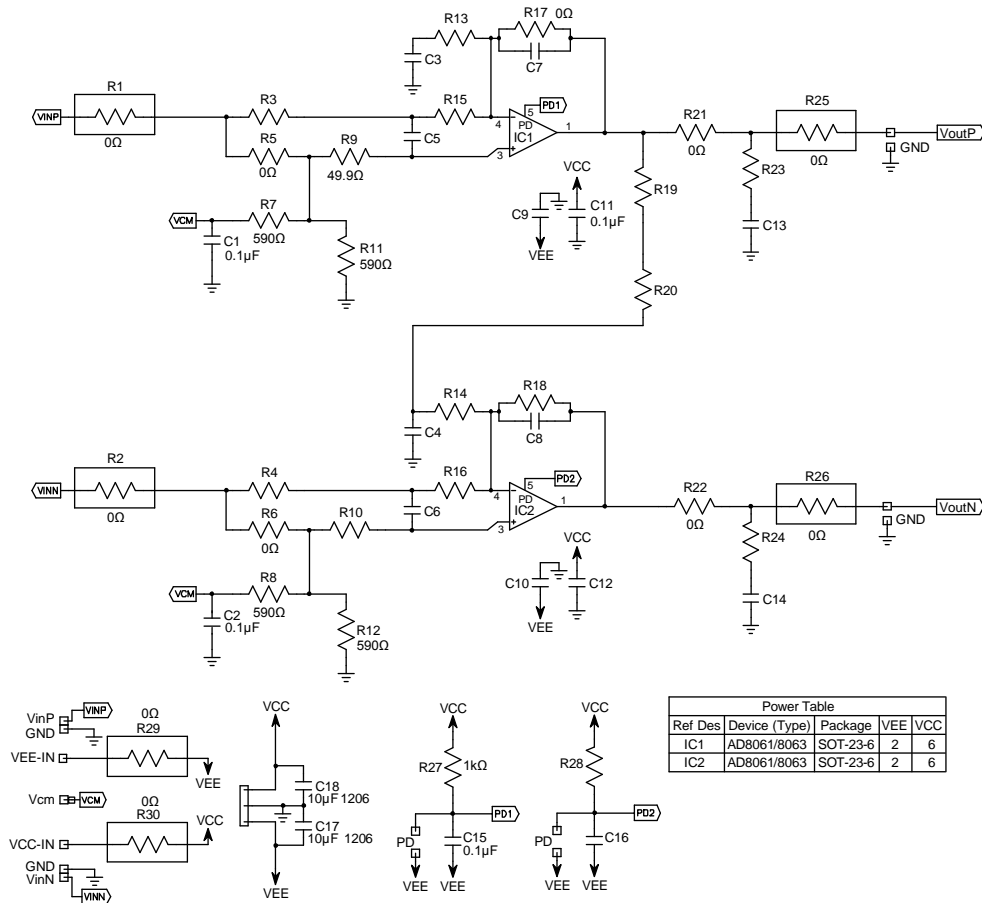 R13
R17 0Ω
C3
C7
R1
VINP
0Ω
R3
R15
PD1
4
5
PD
IC1
1
3
R5
0Ω
R9
49.9Ω
C5
R21
0Ω
R25
0Ω
GND
VoutP
VCM
R7
590Ω
C1
0.1µF
R11
590Ω
VCC
C9
C11
0.1µF
VEE
R19
R23
C13
R20
R14
R18
C4
C8
R2
VINN
0Ω
R4
R16
PD2
4
5
PD
IC2
1
3
R6
0Ω
R10
C6
R22
0Ω
R26
0Ω
GND
VoutN
VCM
R8
590Ω
C2
0.1µF
R12
590Ω
VCC
C10
C12
VEE
R24
C14
VinP
GND
VINP
VEE-IN
0Ω
R29
VEE
Vcm
VCM
0Ω
R30
VCC
VCC-IN
GND
VinN
VINN
VCC
C18
10µF 1206
C17
10µF 1206
VEE
VCC
R27
1kΩ
PD1
PD
C15
0.1µF
VEE VEE
VCC
R28
PD2
PD
C16
VEE VEE
Power Table
Ref Des Device (Type) Package VEE VCC
IC1 AD8061/8063 SOT-23-6 2 6
IC2 AD8061/8063 SOT-23-6 2 6